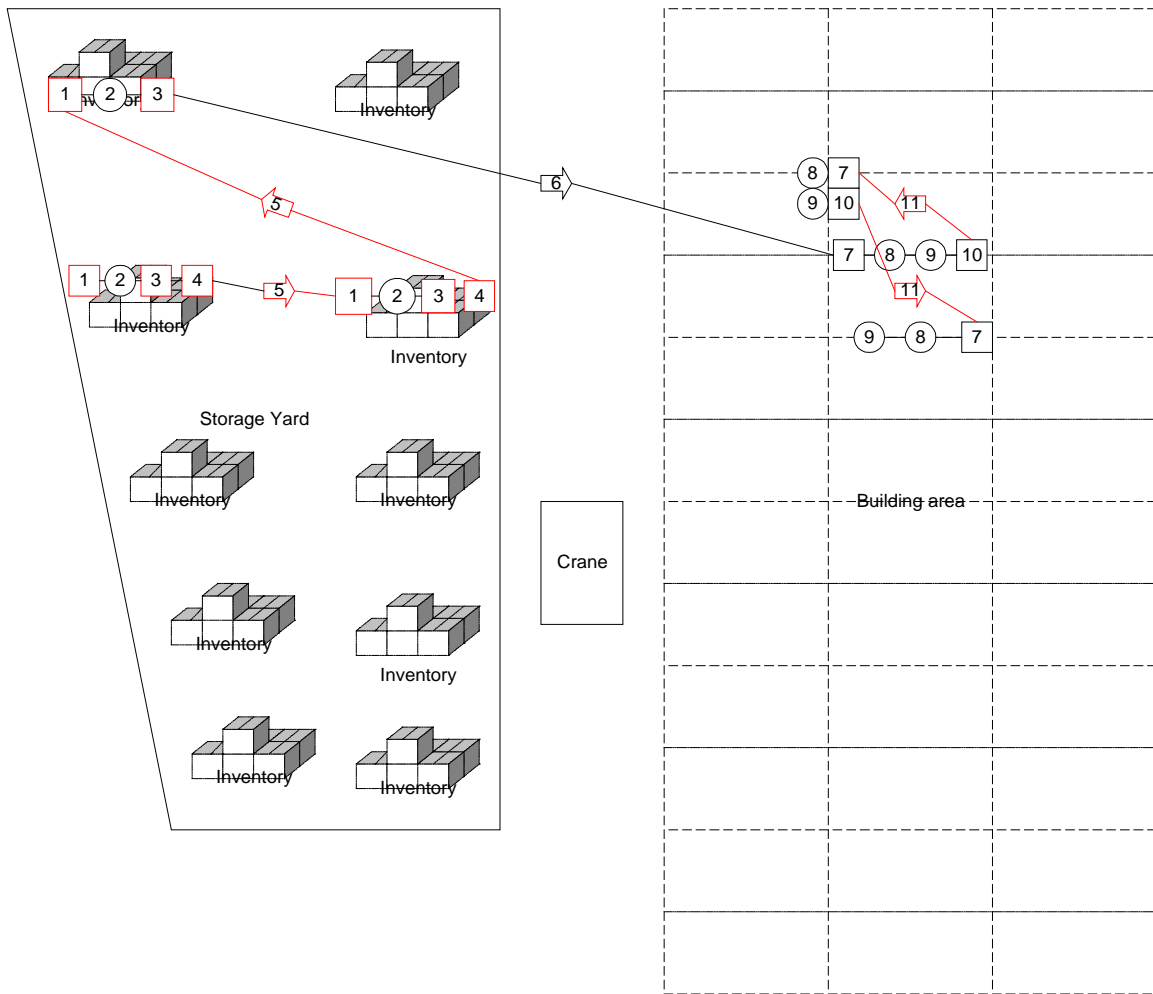 Inventory
1 2 3
Inventory
6
8 7
9 10
5
11
7 8 9 10
1 2 3 4
5
1 2 3 4
11
Inventory
Inventory
9 8 7
Storage Yard
Inventory
Inventory
Building area
Crane
Inventory
Inventory
Inventory
Inventory